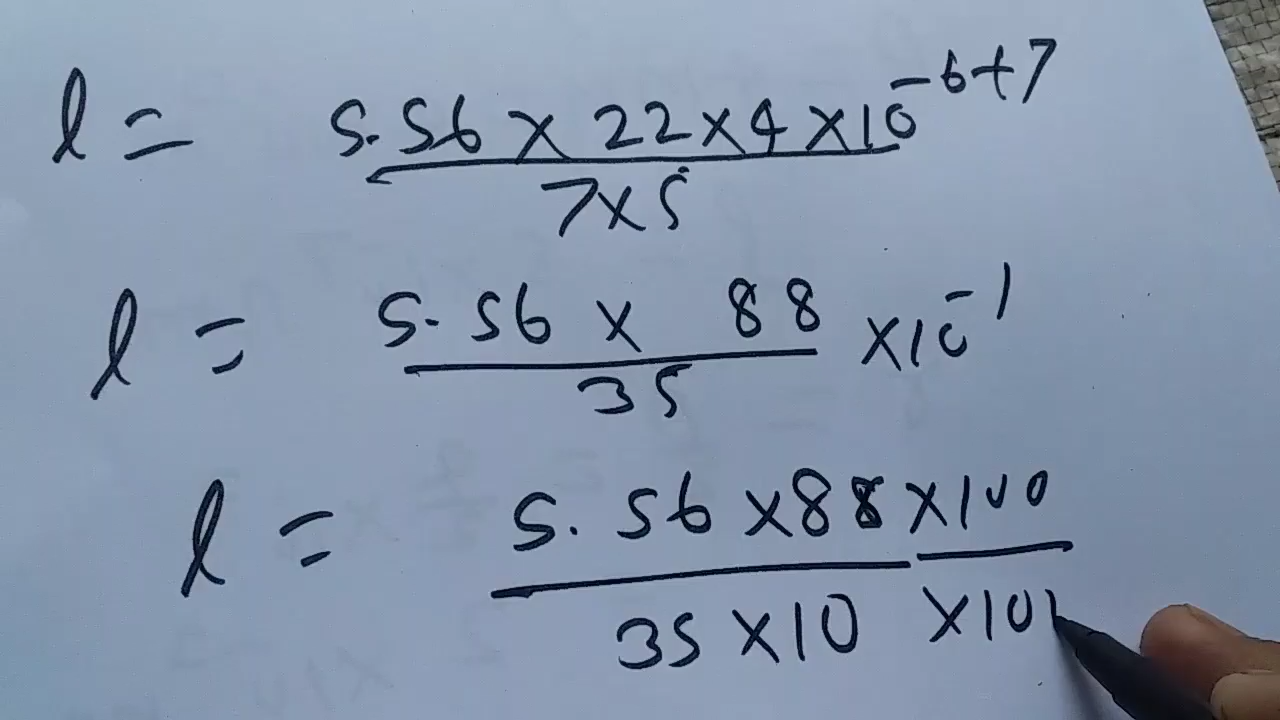 l = 5.56 × 22 × 4 × 10^-6+7
7 × 5
l = 5.56 × 88 × 10^-1
35
l = 5.56 × 88 × 100
35 × 10 × 10